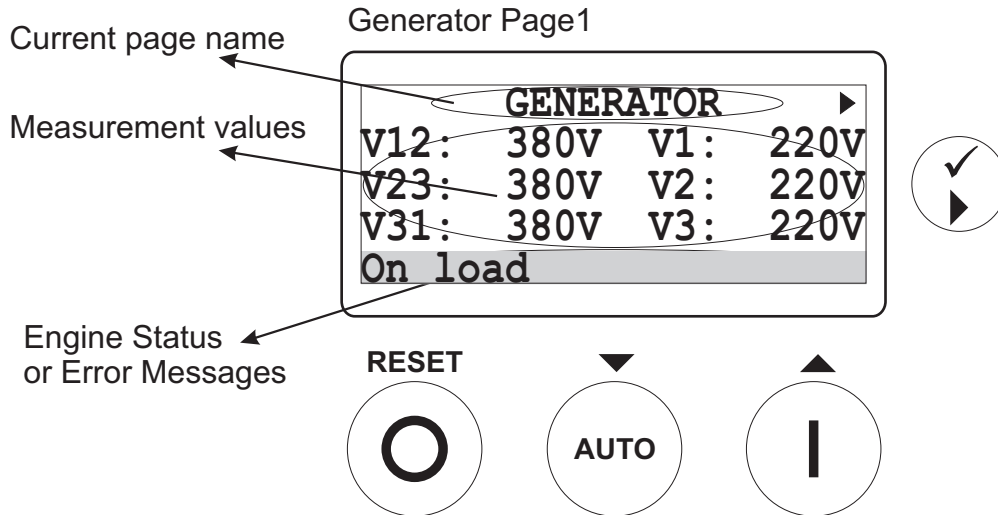 Generator Page1
Current page name
GENERATOR
Measurement values
V12: 380V V1: 220V
V23: 380V V2: 220V
V31: 380V V3: 220V
On load
Engine Status
or Error Messages
RESET
AUTO